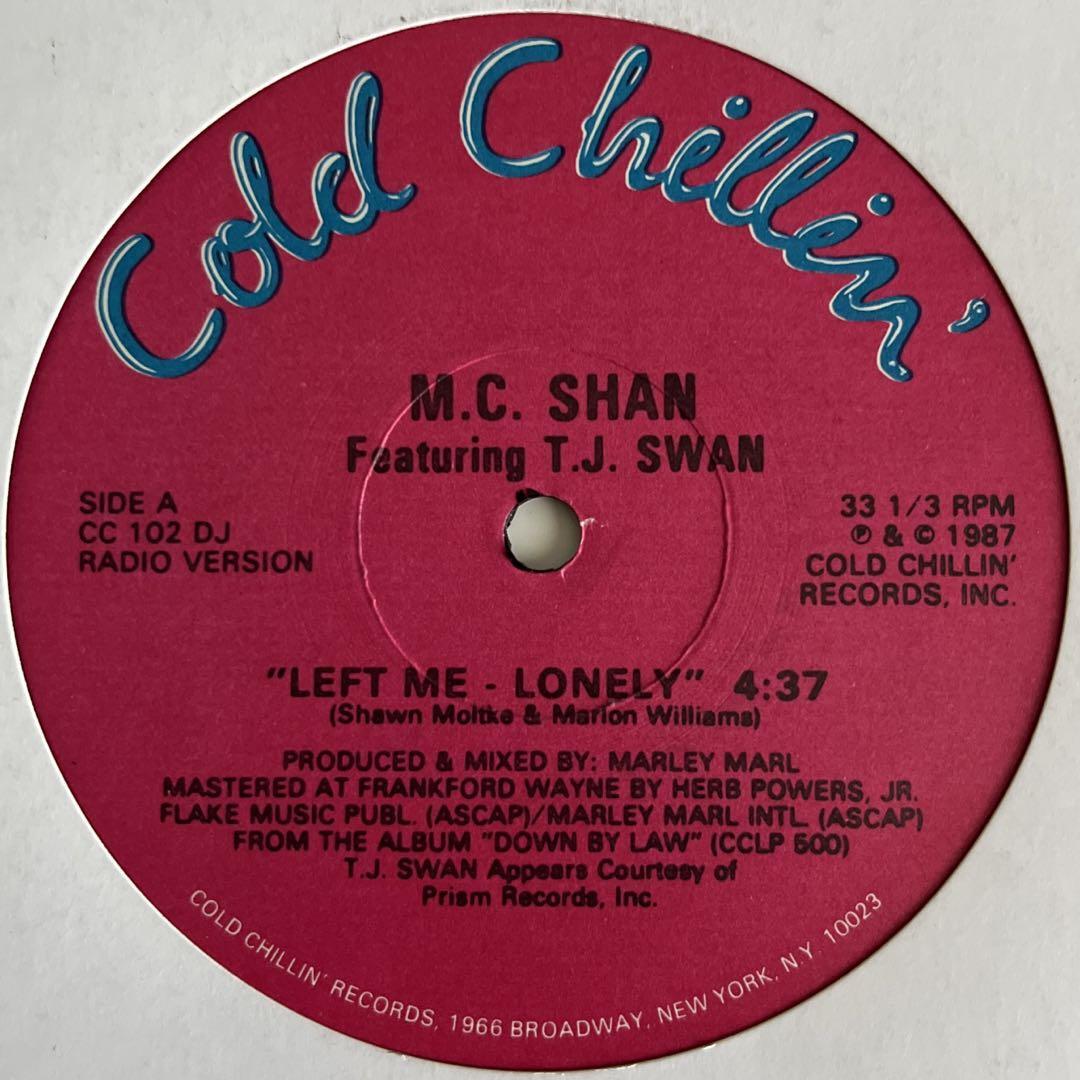 Cold Chillin'
M.C. SHAN
Featuring T.J. SWAN
SIDE A
CC 102 DJ
RADIO VERSION
33 1/3 RPM
℗ & © 1987
COLD CHILLIN'
RECORDS, INC.
"LEFT ME - LONELY" 4:37
(Shawn Moltke & Marlon Williams)
PRODUCED & MIXED BY: MARLEY MARL
MASTERED AT FRANKFORD WAYNE BY HERB POWERS, JR.
FLAKE MUSIC PUBL. (ASCAP)/MARLEY MARL INTL. (ASCAP)
FROM THE ALBUM "DOWN BY LAW" (CCLP 500)
T.J. SWAN Appears Courtesy of
Prism Records, Inc.
COLD CHILLIN' RECORDS, 1966 BROADWAY, NEW YORK, N.Y. 10023